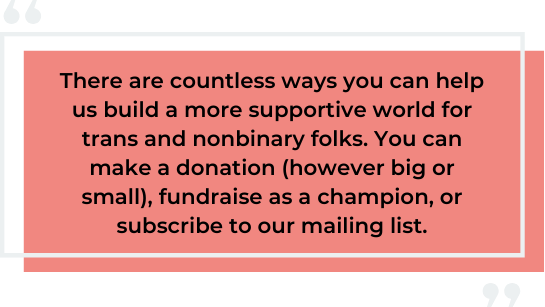 There are countless ways you can help
us build a more supportive world for
trans and nonbinary folks. You can
make a donation (however big or
small), fundraise as a champion, or
subscribe to our mailing list.